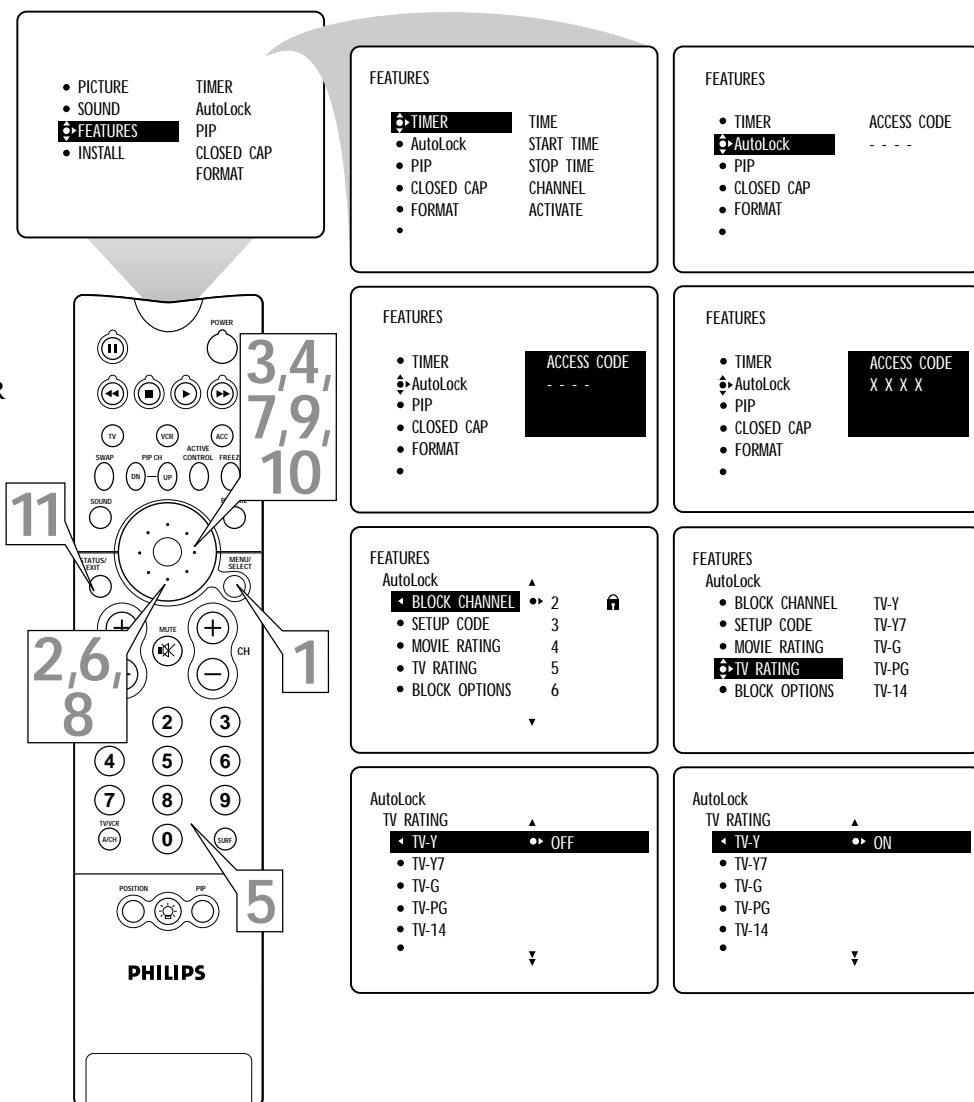 PICTURE TIMER
SOUND AutoLock
FEATURES PIP
INSTALL CLOSED CAP
FORMAT
FEATURES
TIMER TIME
AutoLock START TIME
PIP STOP TIME
CLOSED CAP CHANNEL
FORMAT ACTIVATE
FEATURES
TIMER ACCESS CODE
AutoLock - - - -
PIP
CLOSED CAP
FORMAT
FEATURES
TIMER ACCESS CODE
AutoLock - - - -
PIP
CLOSED CAP
FORMAT
FEATURES
TIMER ACCESS CODE
AutoLock X X X X
PIP
CLOSED CAP
FORMAT
FEATURES
AutoLock
BLOCK CHANNEL 2
SETUP CODE 3
MOVIE RATING 4
TV RATING 5
BLOCK OPTIONS 6
FEATURES
AutoLock
BLOCK CHANNEL TV-Y
SETUP CODE TV-Y7
MOVIE RATING TV-G
TV RATING TV-PG
BLOCK OPTIONS TV-14
AutoLock
TV RATING
TV-Y OFF
TV-Y7
TV-G
TV-PG
TV-14
AutoLock
TV RATING
TV-Y ON
TV-Y7
TV-G
TV-PG
TV-14
R
POWER
3,4,
7,9,
10
TV VCR ACC
SWAP PIP CH ACTIVE CONTROL FREEZ
DN UP
SOUND
11
STATUS/
EXIT
MENU/
SELECT
MUTE
CH
1
2,6,
8
2 3
4 5 6
7 8 9
TV/VCR
A/CH 0 SURF
5
POSITION PIP
PHILIPS